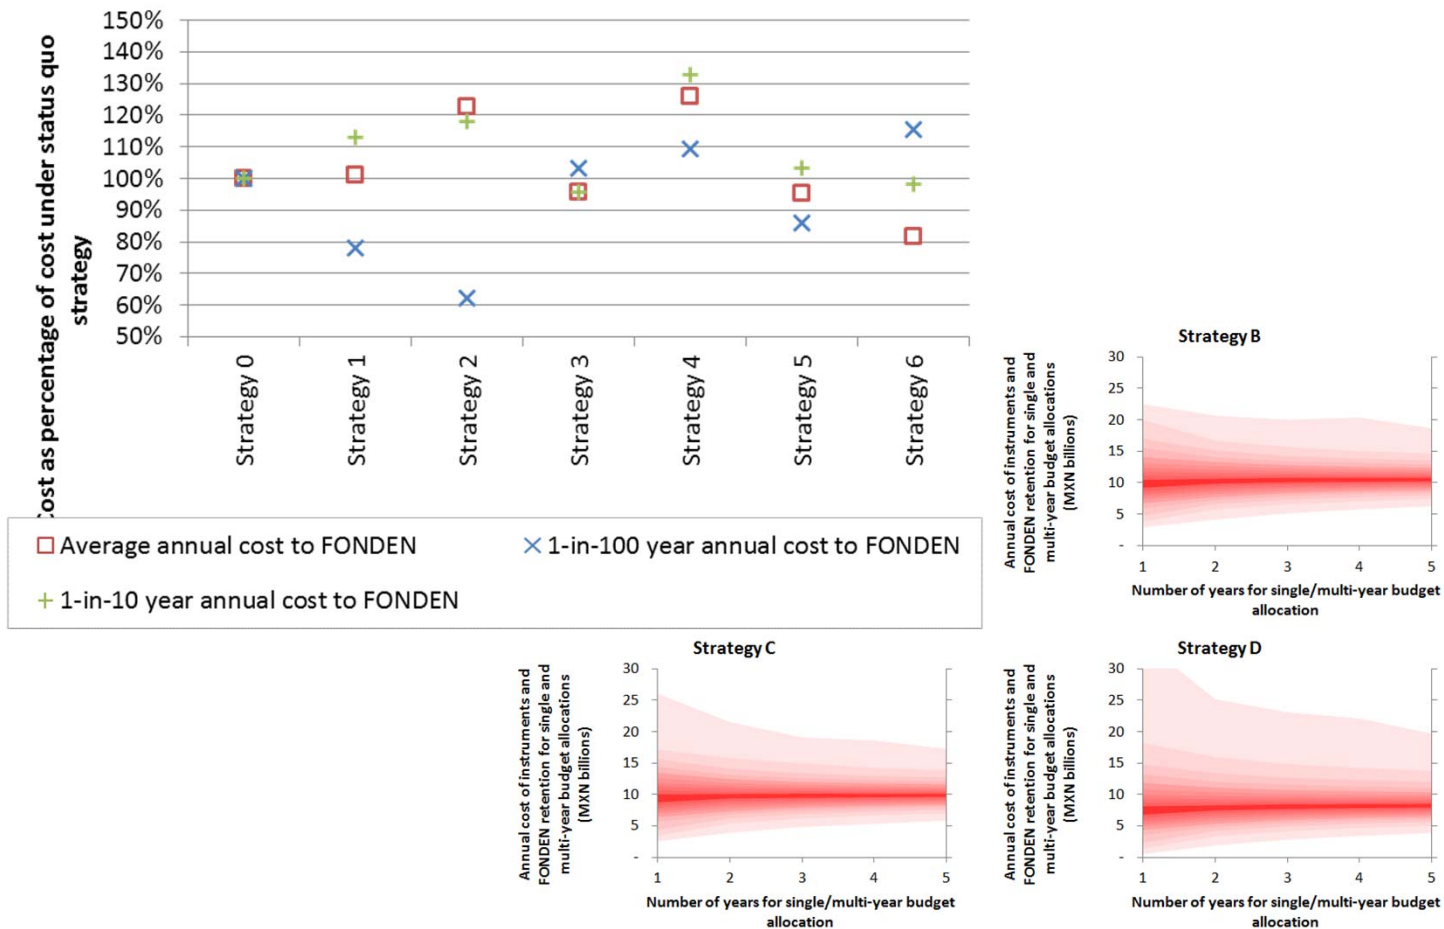 150%
140%
130%
120%
110%
100%
90%
80%
70%
60%
50%
Cost as percentage of cost under status quo
strategy
Strategy 0
Strategy 1
Strategy 2
Strategy 3
Strategy 4
Strategy 5
Strategy 6
Average annual cost to FONDEN
1-in-100 year annual cost to FONDEN
1-in-10 year annual cost to FONDEN
Strategy B
Annual cost of instruments and
FONDEN retention for single and
multi-year budget allocations
(MXN billions)
30
25
20
15
10
5
-
1 2 3 4 5
Number of years for single/multi-year budget
allocation
Strategy C
Annual cost of instruments and
FONDEN retention for single and
multi-year budget allocations
(MXN billions)
30
25
20
15
10
5
-
1 2 3 4 5
Number of years for single/multi-year budget
allocation
Strategy D
Annual cost of instruments and
FONDEN retention for single and
multi-year budget allocations
(MXN billions)
30
25
20
15
10
5
-
1 2 3 4 5
Number of years for single/multi-year budget
allocation